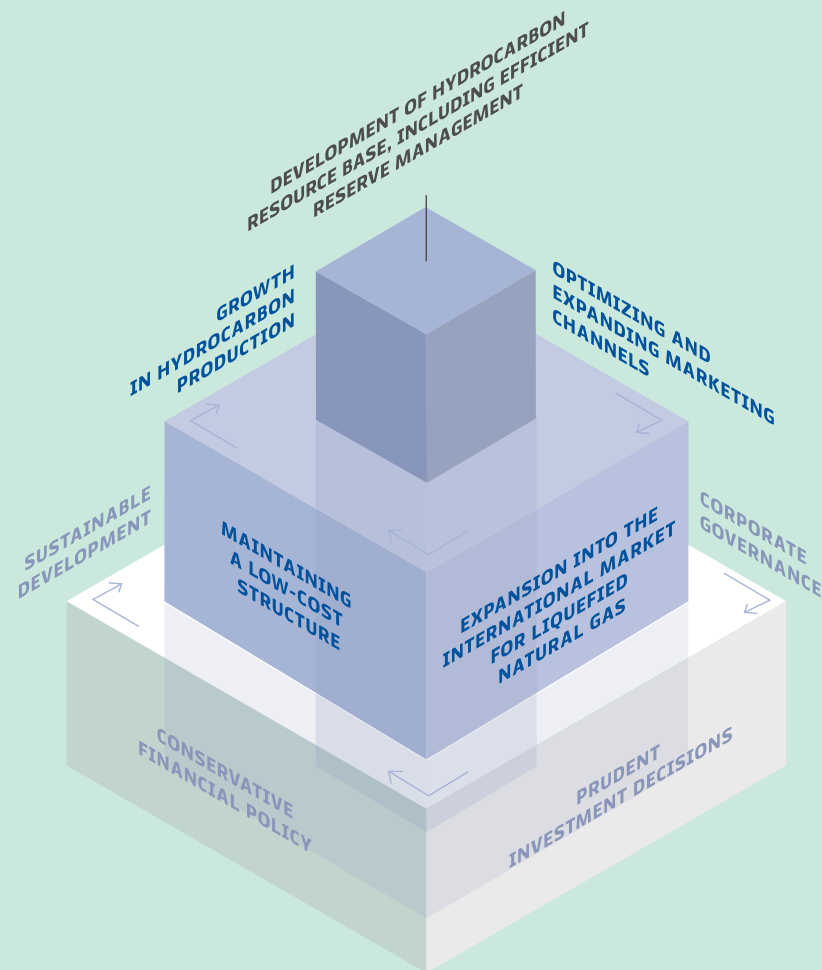 DEVELOPMENT OF HYDROCARBON
RESOURCE BASE, INCLUDING EFFICIENT
RESERVE MANAGEMENT
GROWTH
IN HYDROCARBON
PRODUCTION
OPTIMIZING AND
EXPANDING MARKETING
CHANNELS
MAINTAINING
A LOW-COST
STRUCTURE
EXPANSION INTO THE
INTERNATIONAL MARKET
FOR LIQUEFIED
NATURAL GAS
SUSTAINABLE
DEVELOPMENT
CORPORATE
GOVERNANCE
CONSERVATIVE
FINANCIAL POLICY
PRUDENT
INVESTMENT DECISIONS